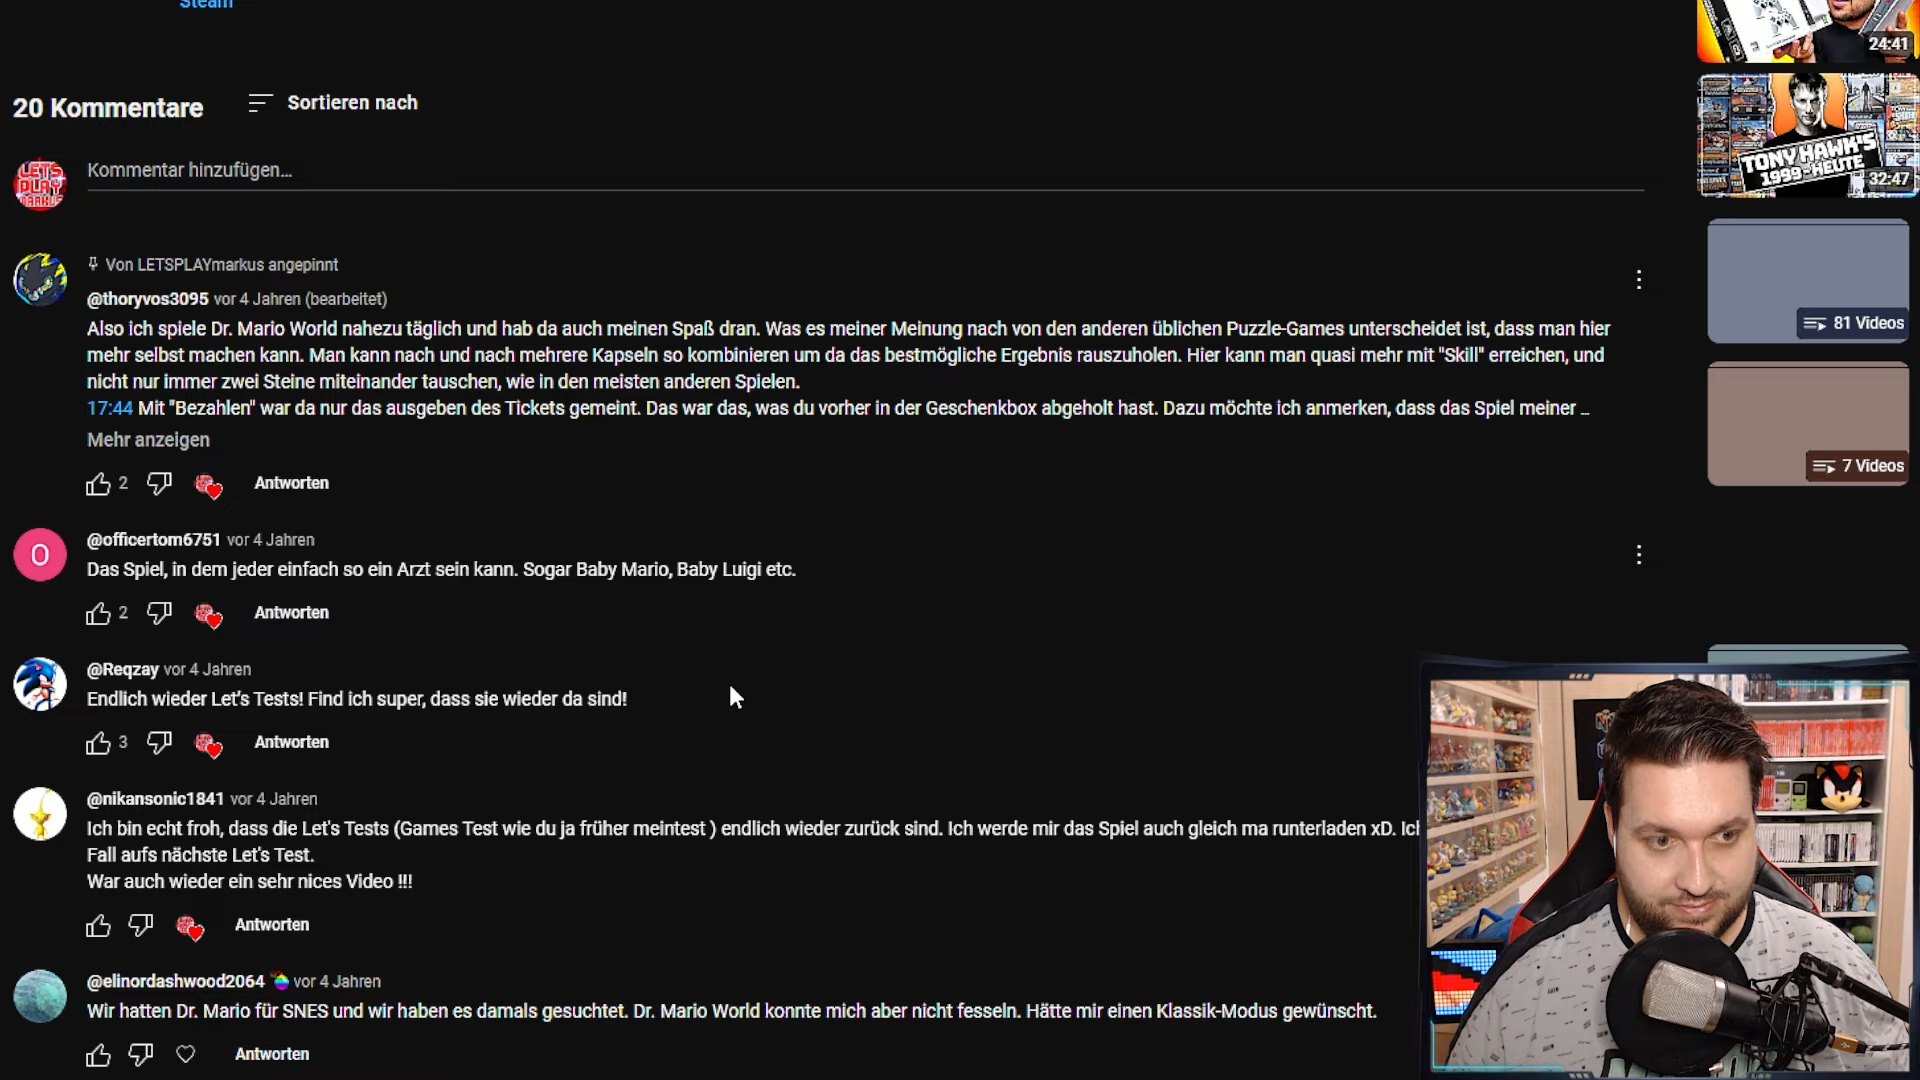 Steam
20 Kommentare
Sortieren nach
LETS
PLAY
MARKUS
Kommentar hinzufügen...
Von LETSPLAYmarkus angepinnt
@thoryvos3095 vor 4 Jahren (bearbeitet)
Also ich spiele Dr. Mario World nahezu täglich und hab da auch meinen Spaß dran. Was es meiner Meinung nach von den anderen üblichen Puzzle-Games unterscheidet ist, dass man hier
mehr selbst machen kann. Man kann nach und nach mehrere Kapseln so kombinieren um da das bestmögliche Ergebnis rauszuholen. Hier kann man quasi mehr mit "Skill" erreichen, und
nicht nur immer zwei Steine miteinander tauschen, wie in den meisten anderen Spielen.
17:44 Mit "Bezahlen" war da nur das ausgeben des Tickets gemeint. Das war das, was du vorher in der Geschenkbox abgeholt hast. Dazu möchte ich anmerken, dass das Spiel meiner ...
Mehr anzeigen
2
Antworten
O
@officertom6751 vor 4 Jahren
Das Spiel, in dem jeder einfach so ein Arzt sein kann. Sogar Baby Mario, Baby Luigi etc.
2
Antworten
@Reqzay vor 4 Jahren
Endlich wieder Let's Tests! Find ich super, dass sie wieder da sind!
3
Antworten
@nikansonic1841 vor 4 Jahren
Ich bin echt froh, dass die Let's Tests (Games Test wie du ja früher meintest ) endlich wieder zurück sind. Ich werde mir das Spiel auch gleich ma runterladen xD. Ich
Fall aufs nächste Let's Test.
War auch wieder ein sehr nices Video !!!
Antworten
@elinordashwood2064 vor 4 Jahren
Wir hatten Dr. Mario für SNES und wir haben es damals gesuchtet. Dr. Mario World konnte mich aber nicht fesseln. Hätte mir einen Klassik-Modus gewünscht.
Antworten
24:41
TONY HAWK'S
1999-HEUTE
32:47
81 Videos
7 Videos